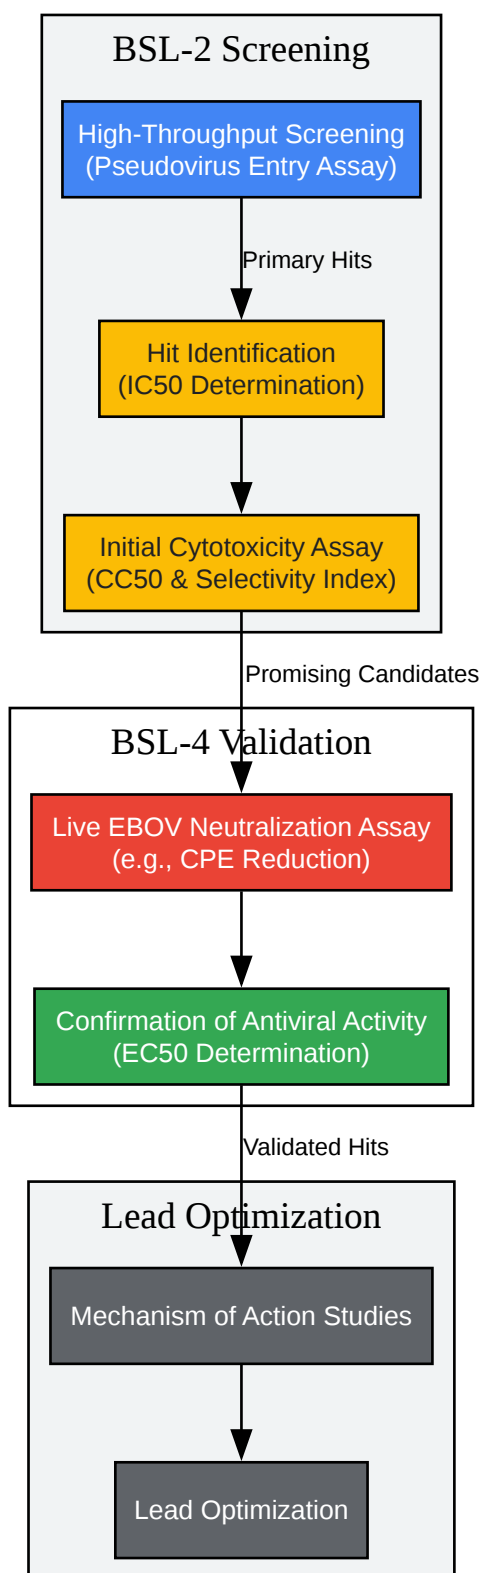 BSL-2 Screening
High-Throughput Screening
(Pseudovirus Entry Assay)
Primary Hits
Hit Identification
(IC50 Determination)
Initial Cytotoxicity Assay
(CC50 & Selectivity Index)
Promising Candidates
BSL-4 Validation
Live EBOV Neutralization Assay
(e.g., CPE Reduction)
Confirmation of Antiviral Activity
(EC50 Determination)
Validated Hits
Lead Optimization
Mechanism of Action Studies
Lead Optimization